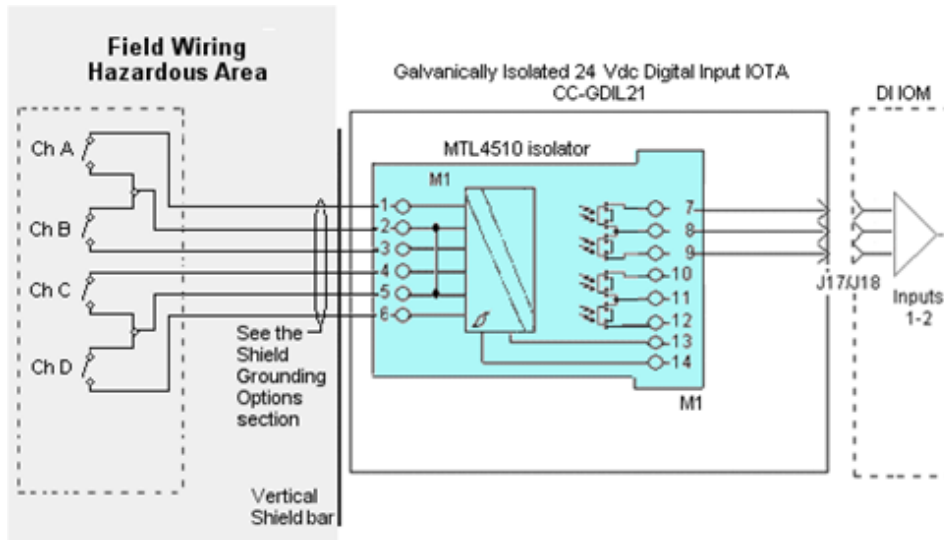 Field Wiring
Hazardous Area
Galvanically Isolated 24 Vdc Digital Input IOTA
CC-GDIL21
DI IOM
Ch A
Ch B
Ch C
Ch D
MTL4510 isolator
M1
1
2
3
4
5
6
7
8
9
10
11
12
13
14
M1
J17/J18
Inputs
1-2
See the
Shield
Grounding
Options
section
Vertical
Shield bar